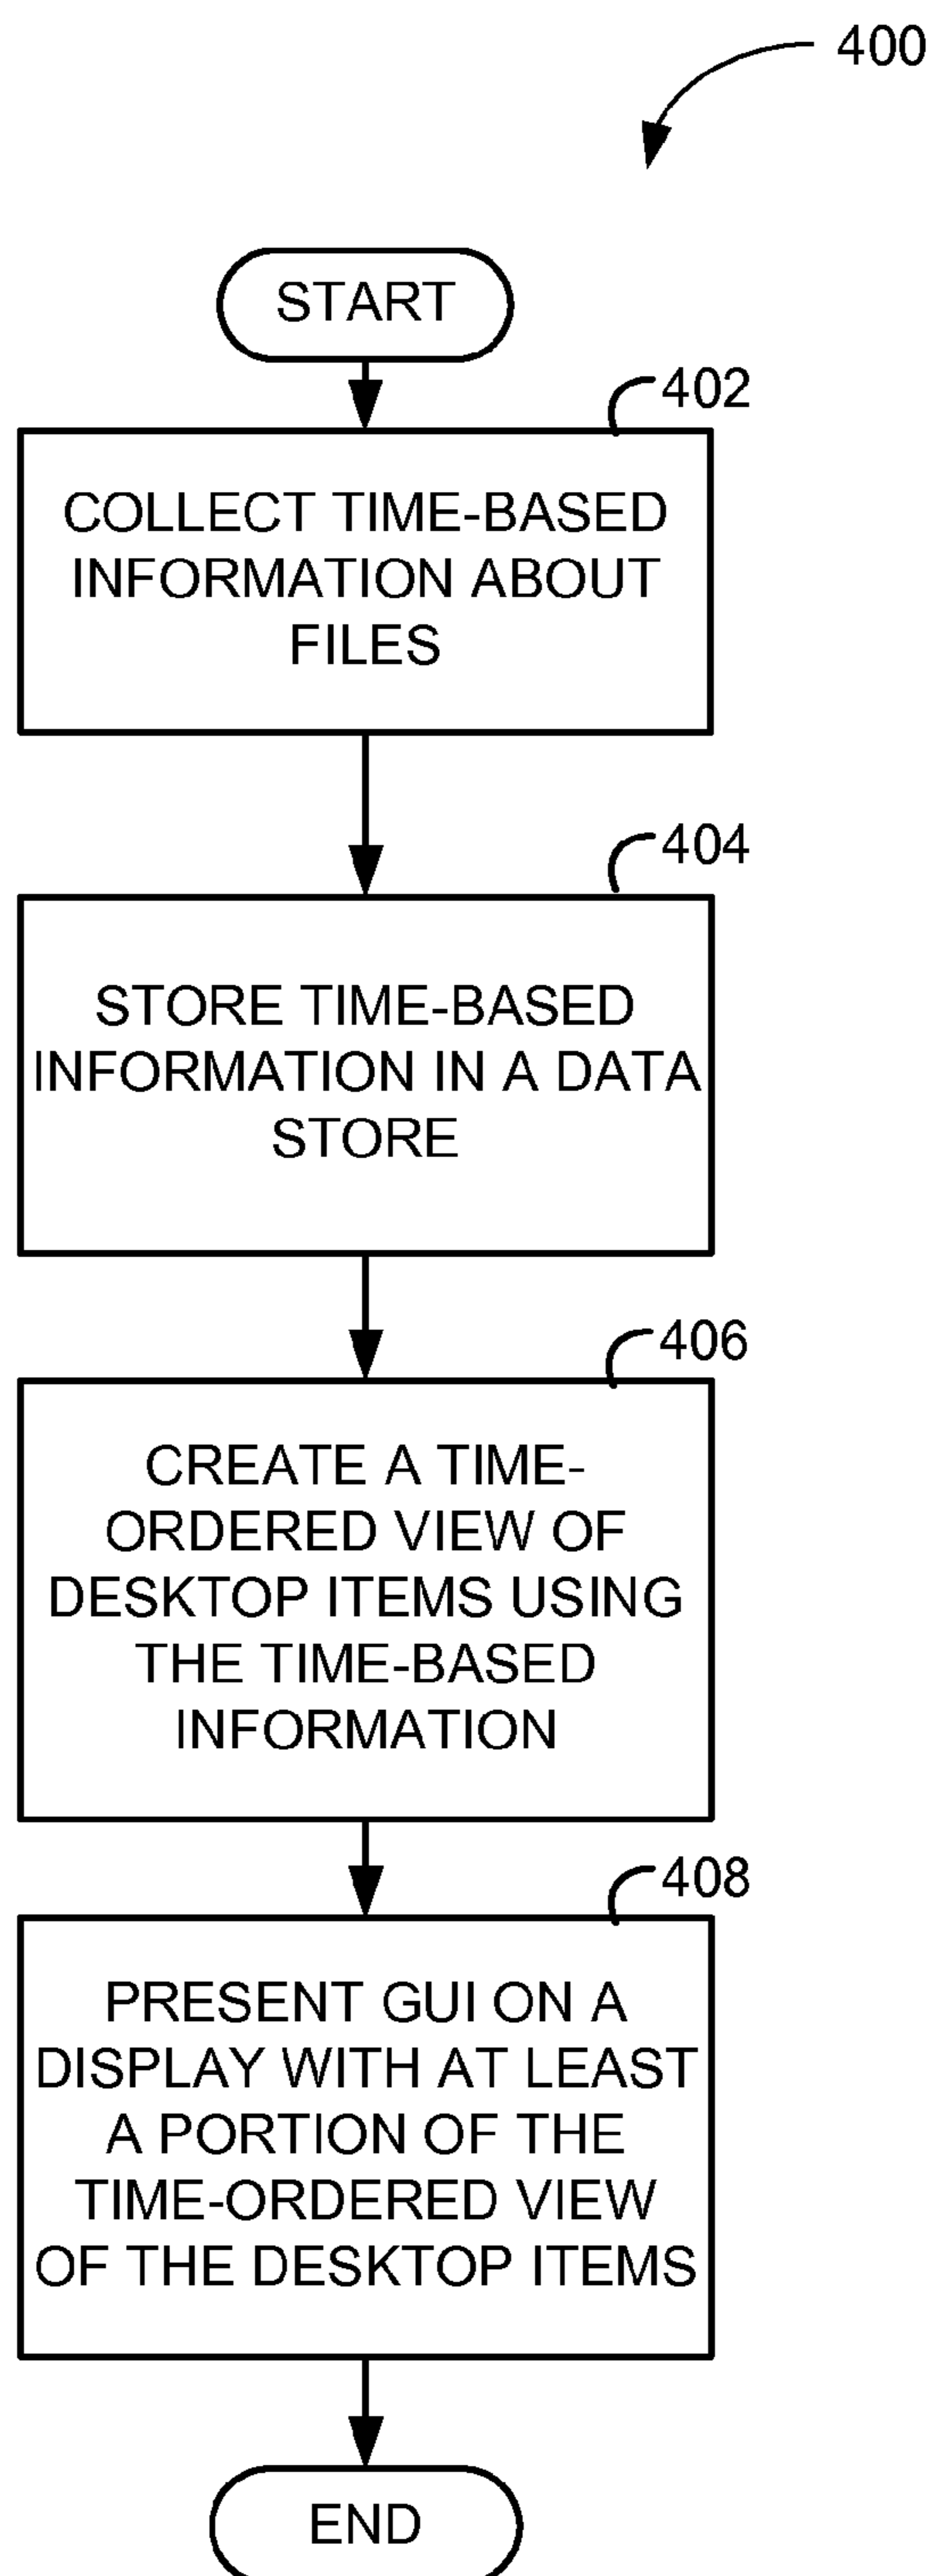 400
START
402
COLLECT TIME-BASED
INFORMATION ABOUT
FILES
404
STORE TIME-BASED
INFORMATION IN A DATA
STORE
406
CREATE A TIME-
ORDERED VIEW OF
DESKTOP ITEMS USING
THE TIME-BASED
INFORMATION
408
PRESENT GUI ON A
DISPLAY WITH AT LEAST
A PORTION OF THE
TIME-ORDERED VIEW
OF THE DESKTOP ITEMS
END